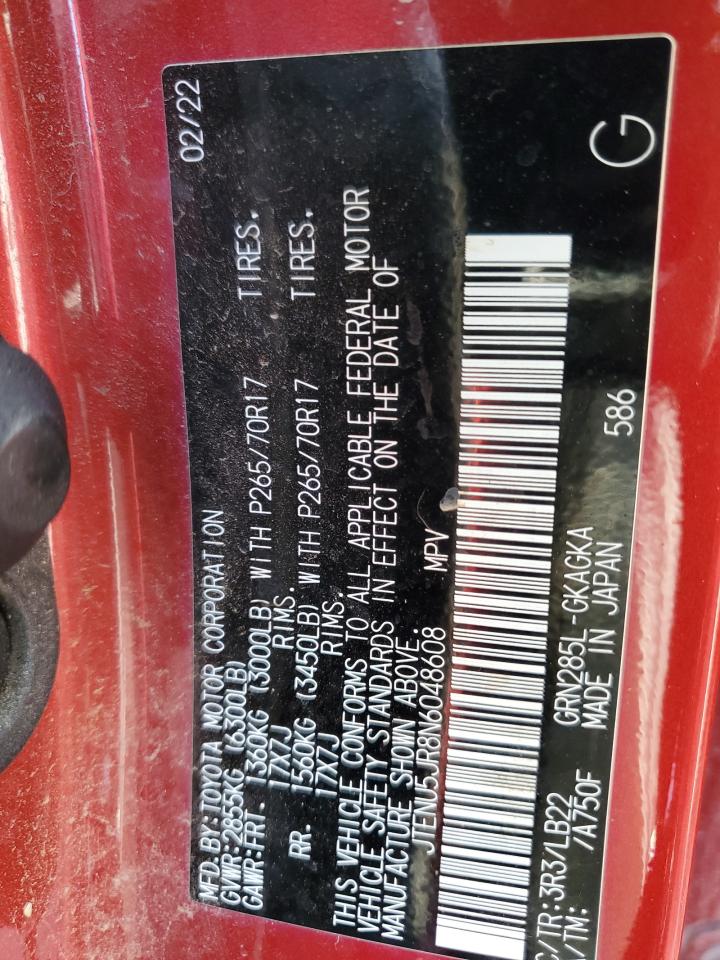 MFD.BY:TOYOTA MOTOR CORPORATION 02/22
GVWR:2855KG (6300LB)
GAWR:FRT. 1360KG (3000LB) WITH P265/70R17 TIRES.
17X7J RIMS.
RR. 1560KG (3450LB) WITH P265/70R17 TIRES.
17X7J RIMS.
THIS VEHICLE CONFORMS TO ALL APPLICABLE FEDERAL MOTOR
VEHICLE SAFETY STANDARDS IN EFFECT ON THE DATE OF
MANUFACTURE SHOWN ABOVE.
JTENU5JR8N6048608 MPV
C/TR:3R3/LB22 GRN285L-GKAGKA
A/TM: /A750F MADE IN JAPAN 586 G